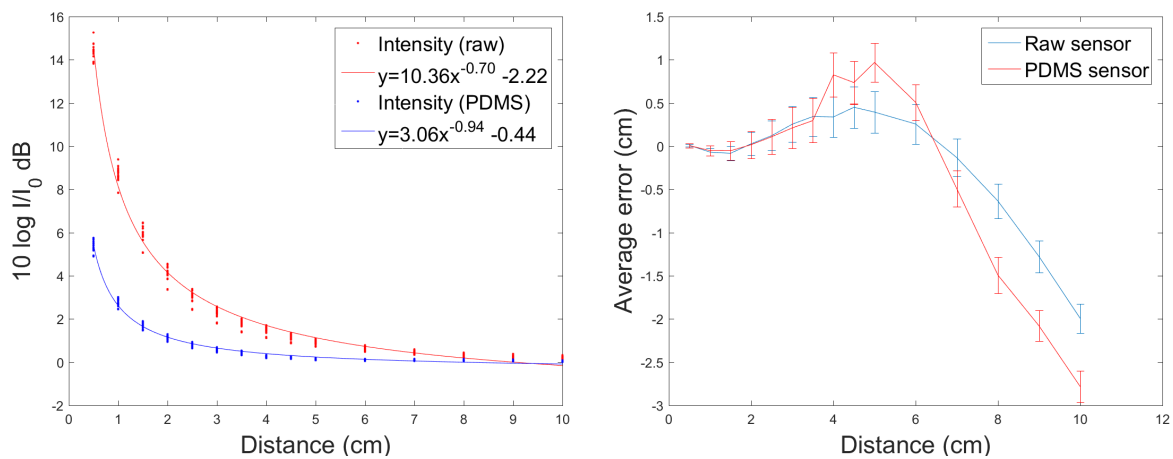 16
14
12
10
8
6
4
2
0
-2
10 log I/I0 dB
Intensity (raw)
y=10.36x^-0.70 -2.22
Intensity (PDMS)
y=3.06x^-0.94 -0.44
0 1 2 3 4 5 6 7 8 9 10
Distance (cm)
1.5
1
0.5
0
-0.5
-1
-1.5
-2
-2.5
-3
Average error (cm)
Raw sensor
PDMS sensor
0 2 4 6 8 10 12
Distance (cm)